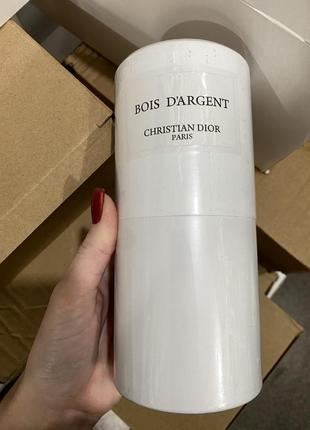 BOIS D'ARGENT
CHRISTIAN DIOR
PARIS